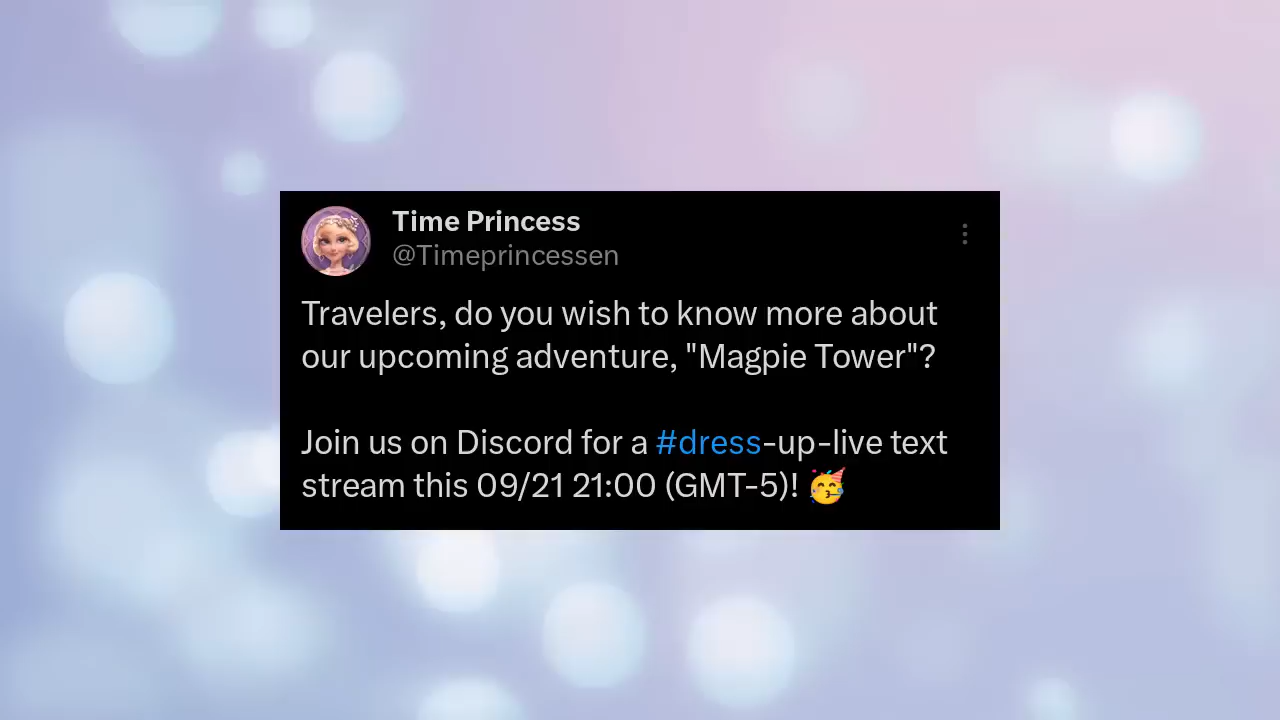 Time Princess
@Timeprincessen
Travelers, do you wish to know more about
our upcoming adventure, "Magpie Tower"?
Join us on Discord for a #dress-up-live text
stream this 09/21 21:00 (GMT-5)! 🥳